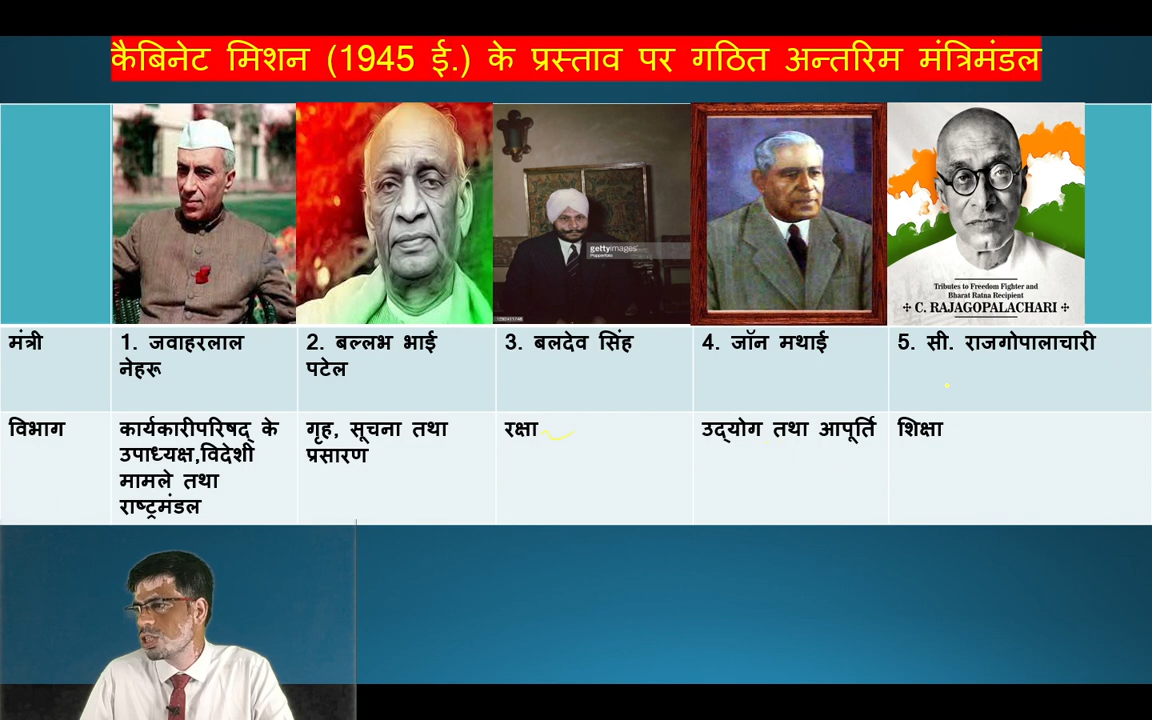 कैबिनेट मिशन (1945 ई.) के प्रस्ताव पर गठित अन्तरिम मंत्रिमंडल
gettyimages
Popperfoto
Tributes to Freedom Fighter and
Bharat Ratna Recipient
C. RAJAGOPALACHARI
मंत्री
1. जवाहरलाल
नेहरू
2. बल्लभ भाई
पटेल
3. बलदेव सिंह
4. जॉन मथाई
5. सी. राजगोपालाचारी
विभाग
कार्यकारीपरिषद् के
उपाध्यक्ष,विदेशी
मामले तथा
राष्ट्रमंडल
गृह, सूचना तथा
प्रसारण
रक्षा
उद्योग तथा आपूर्ति
शिक्षा